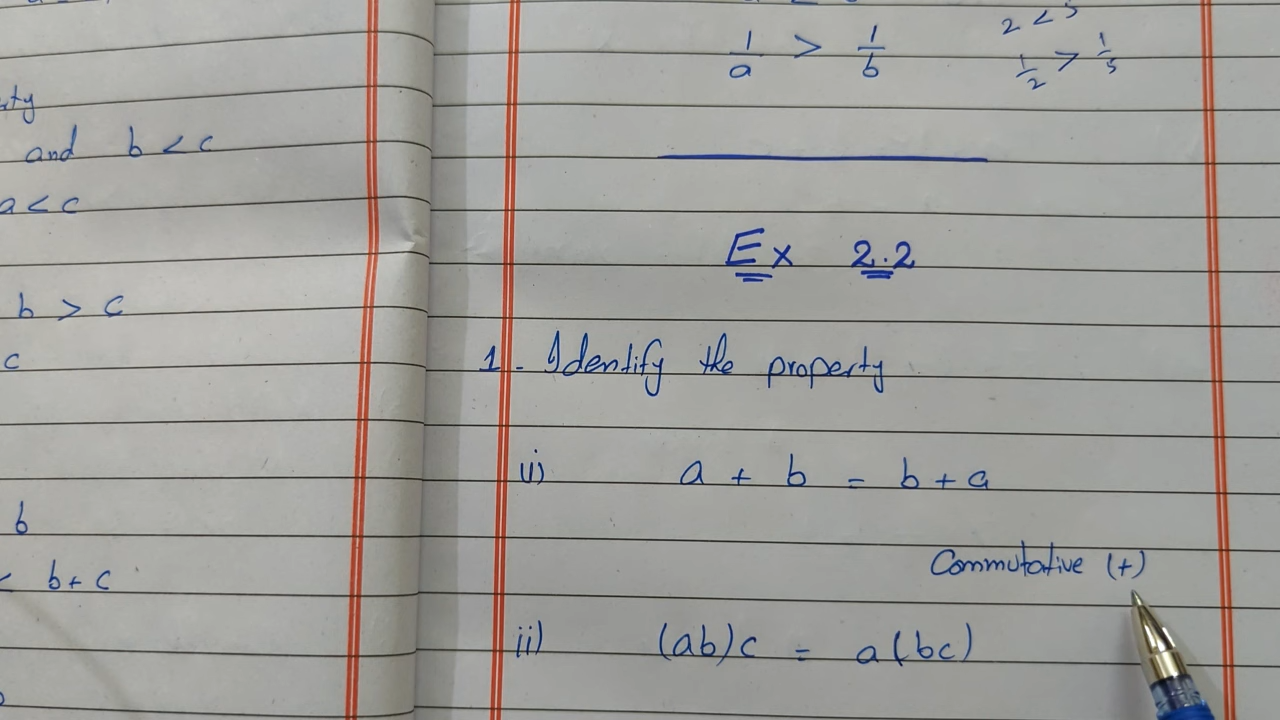 rty
and b < c
a < c
b > c
c
b
< b + c
2 < 5
1/a > 1/b
1/2 > 1/5
Ex 2.2
1. Identify the property
(i) a + b = b + a
Commutative (+)
ii) (ab)c = a(bc)